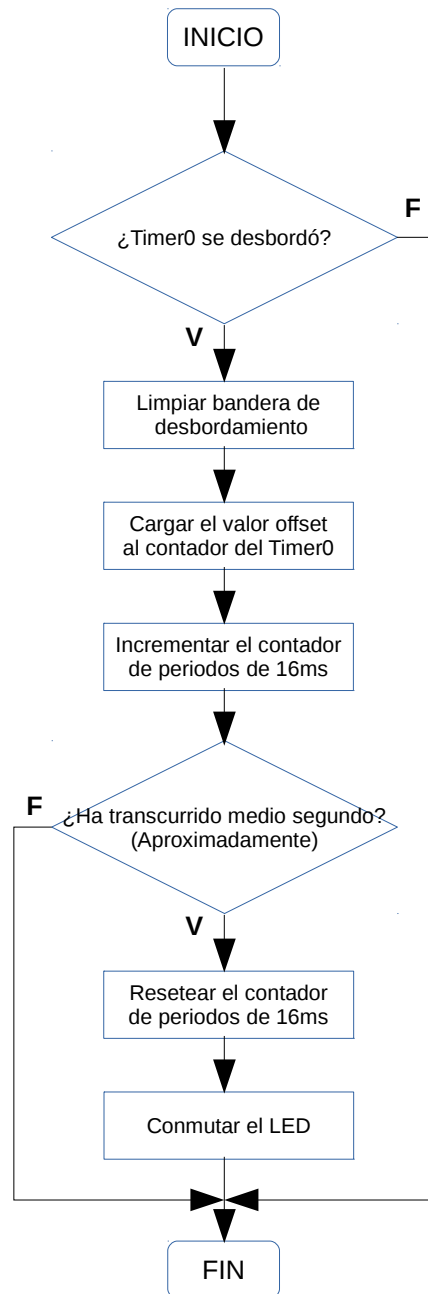 INICIO
¿Timer0 se desbordó?
F
V
Limpiar bandera de
desbordamiento
Cargar el valor offset
al contador del Timer0
Incrementar el contador
de periodos de 16ms
F
¿Ha transcurrido medio segundo?
(Aproximadamente)
V
Resetear el contador
de periodos de 16ms
Conmutar el LED
FIN